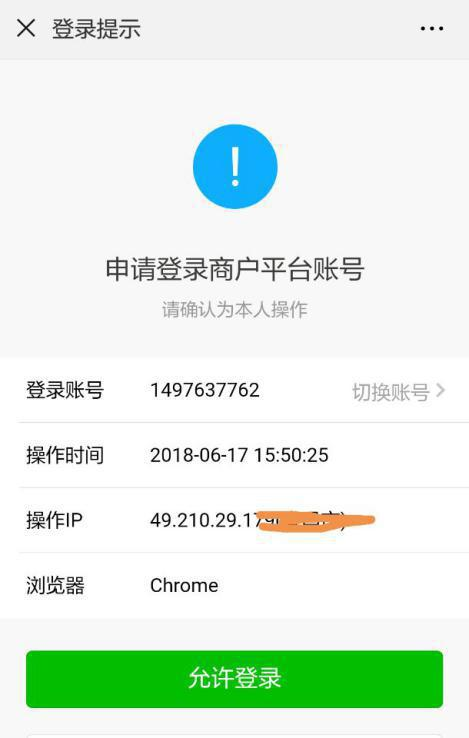 登录提示
申请登录商户平台账号
请确认为本人操作
登录账号 1497637762 切换账号
操作时间 2018-06-17 15:50:25
操作IP 49.210.29.179
浏览器 Chrome
允许登录